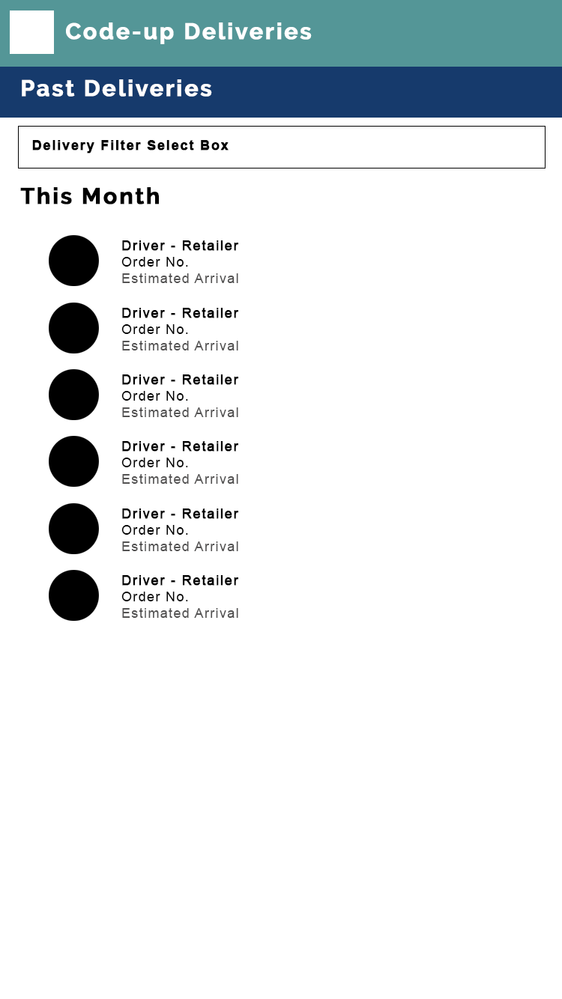 Code-up Deliveries
Past Deliveries
Delivery Filter Select Box
This Month
Driver - Retailer
Order No.
Estimated Arrival
Driver - Retailer
Order No.
Estimated Arrival
Driver - Retailer
Order No.
Estimated Arrival
Driver - Retailer
Order No.
Estimated Arrival
Driver - Retailer
Order No.
Estimated Arrival
Driver - Retailer
Order No.
Estimated Arrival